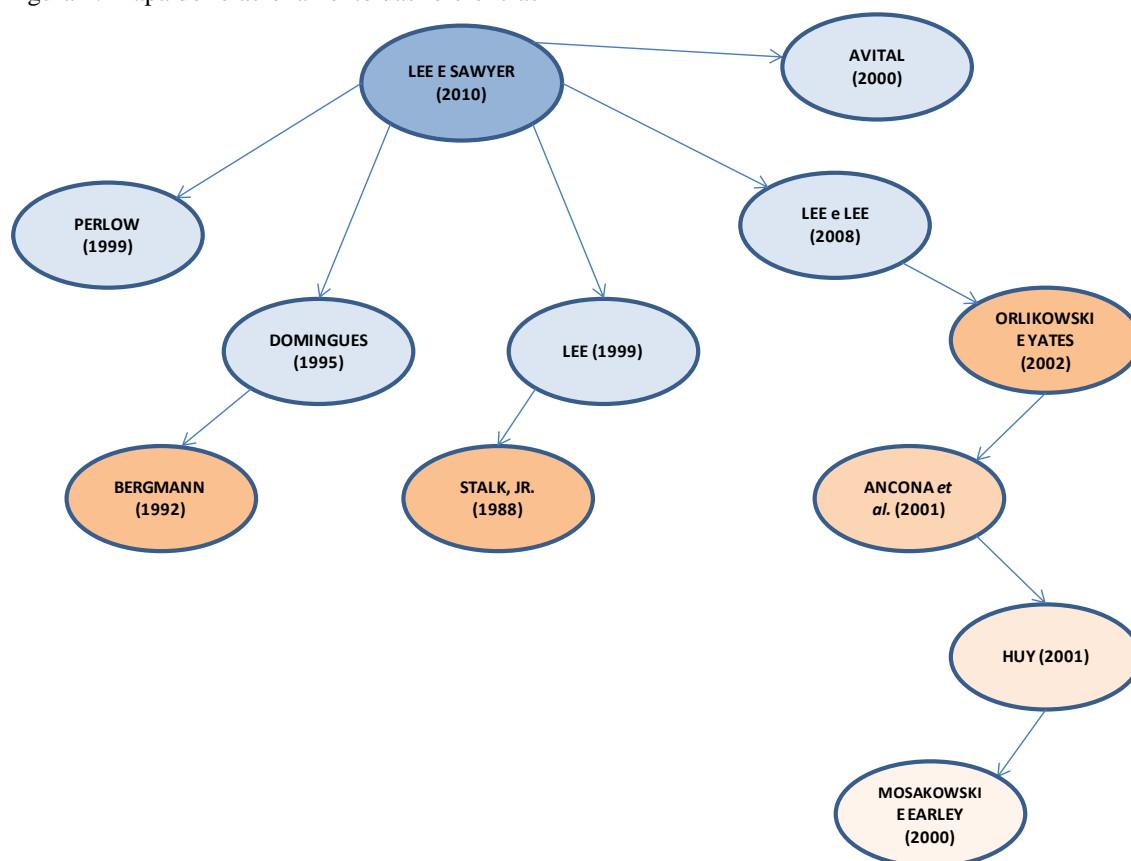 LEE E SAWYER
(2010)
AVITAL
(2000)
PERLOW
(1999)
LEE e LEE
(2008)
DOMINGUES
(1995)
LEE (1999)
ORLIKOWSKI
E YATES
(2002)
BERGMANN
(1992)
STALK, JR.
(1988)
ANCONA et
al. (2001)
HUY (2001)
MOSAKOWSKI
E EARLEY
(2000)